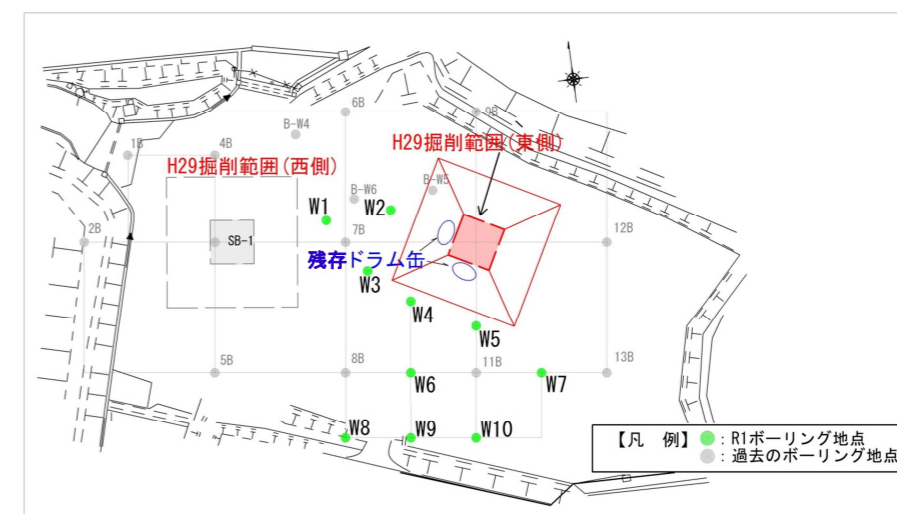 6B
9B
B-W4
1B
4B
H29掘削範囲(東側)
H29掘削範囲(西側)
B-W6
B-W5
W1
W2
2B
SB-1
7B
12B
残存ドラム缶
W3
W4
W5
5B
8B
11B
13B
W6
W7
W8
W9
W10
【凡 例】 : R1ボーリング地点
: 過去のボーリング地点